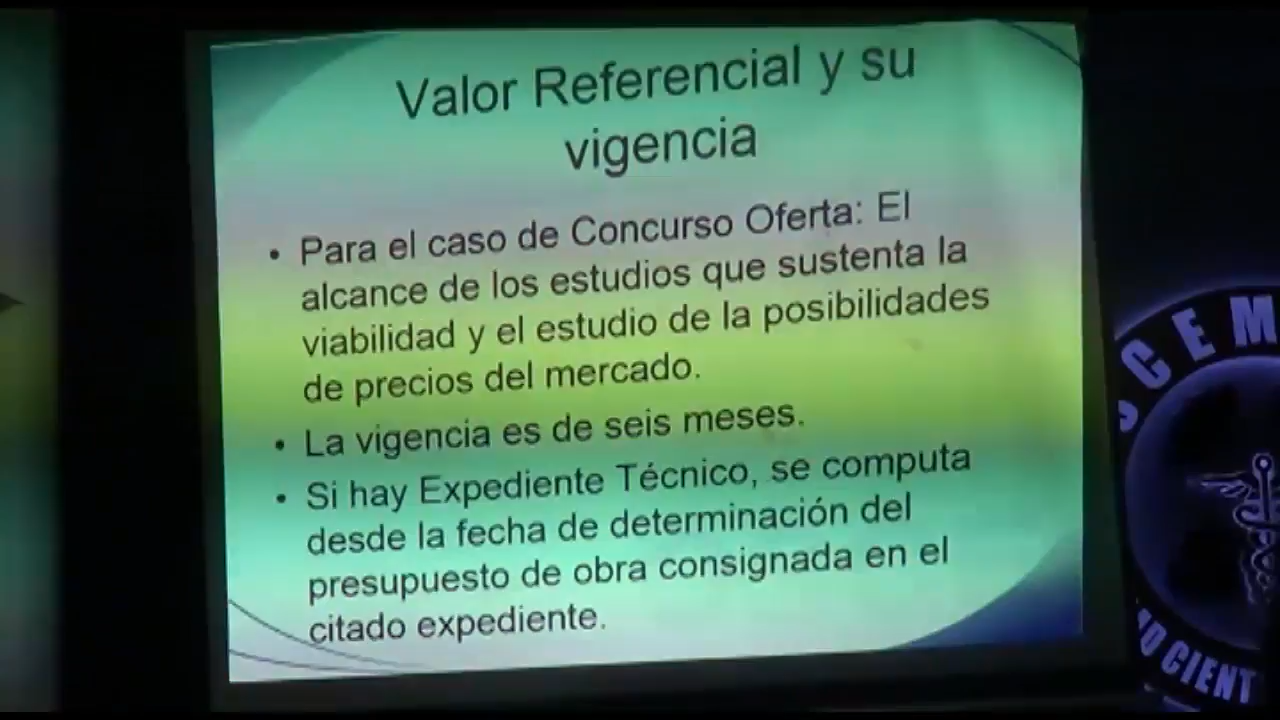 Valor Referencial y su
vigencia
• Para el caso de Concurso Oferta: El
alcance de los estudios que sustenta la
viabilidad y el estudio de la posibilidades
de precios del mercado.
• La vigencia es de seis meses.
• Si hay Expediente Técnico, se computa
desde la fecha de determinación del
presupuesto de obra consignada en el
citado expediente.
CEM
CIENT